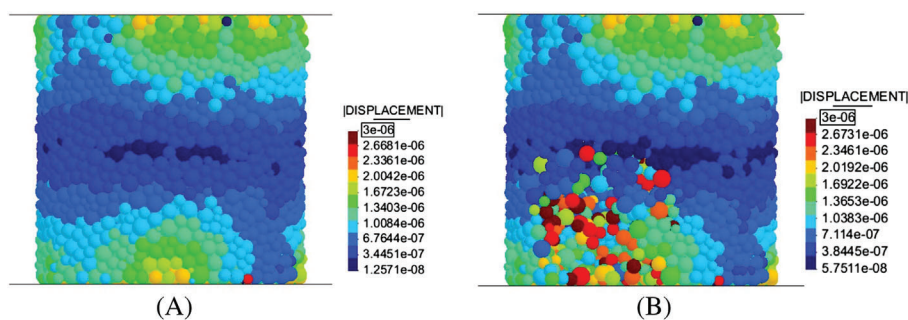 |DISPLACEMENT|
3e-06
2.6681e-06
2.3361e-06
2.0042e-06
1.6723e-06
1.3403e-06
1.0084e-06
6.7644e-07
3.4451e-07
1.2571e-08
(A)
|DISPLACEMENT|
3e-06
2.6731e-06
2.3461e-06
2.0192e-06
1.6922e-06
1.3653e-06
1.0383e-06
7.114e-07
3.8445e-07
5.7511e-08
(B)